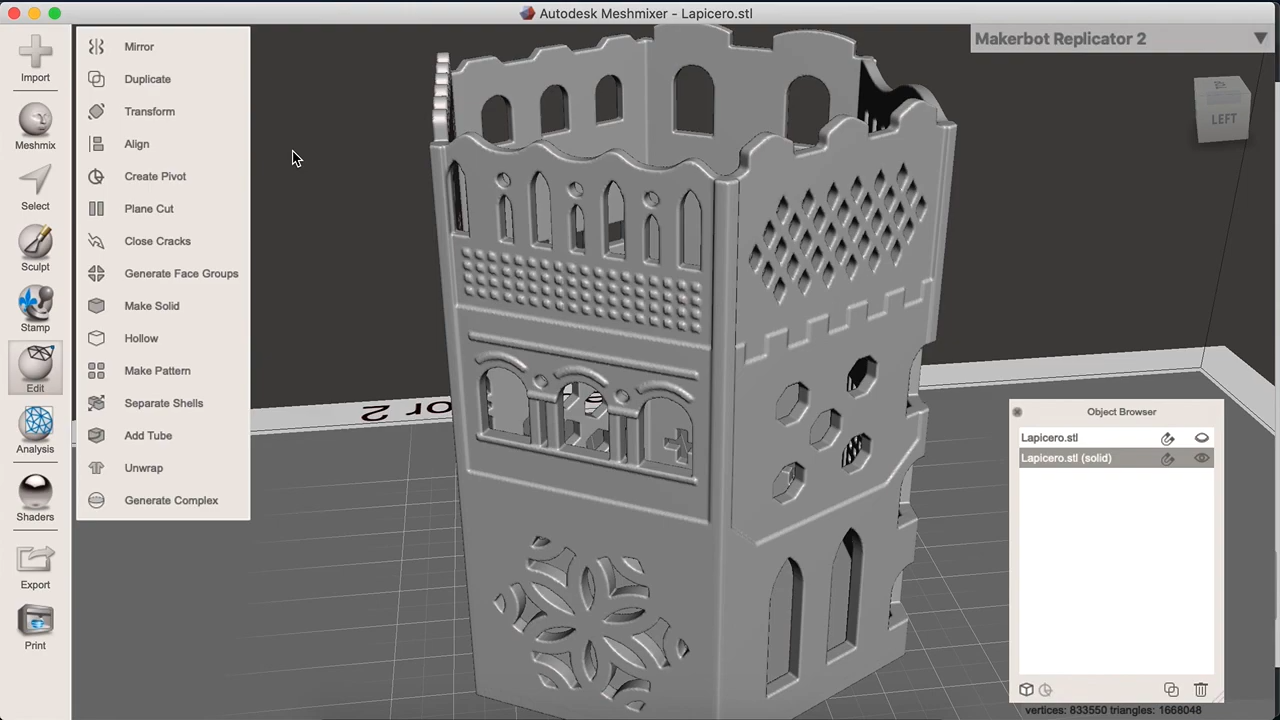 Autodesk Meshmixer - Lapicero.stl
Makerbot Replicator 2
Import
Meshmix
Select
Sculpt
Stamp
Edit
Analysis
Shaders
Export
Print
Mirror
Duplicate
Transform
Align
Create Pivot
Plane Cut
Close Cracks
Generate Face Groups
Make Solid
Hollow
Make Pattern
Separate Shells
Add Tube
Unwrap
Generate Complex
LEFT
or 2
Object Browser
Lapicero.stl
Lapicero.stl (solid)
vertices: 833550 triangles: 1668048